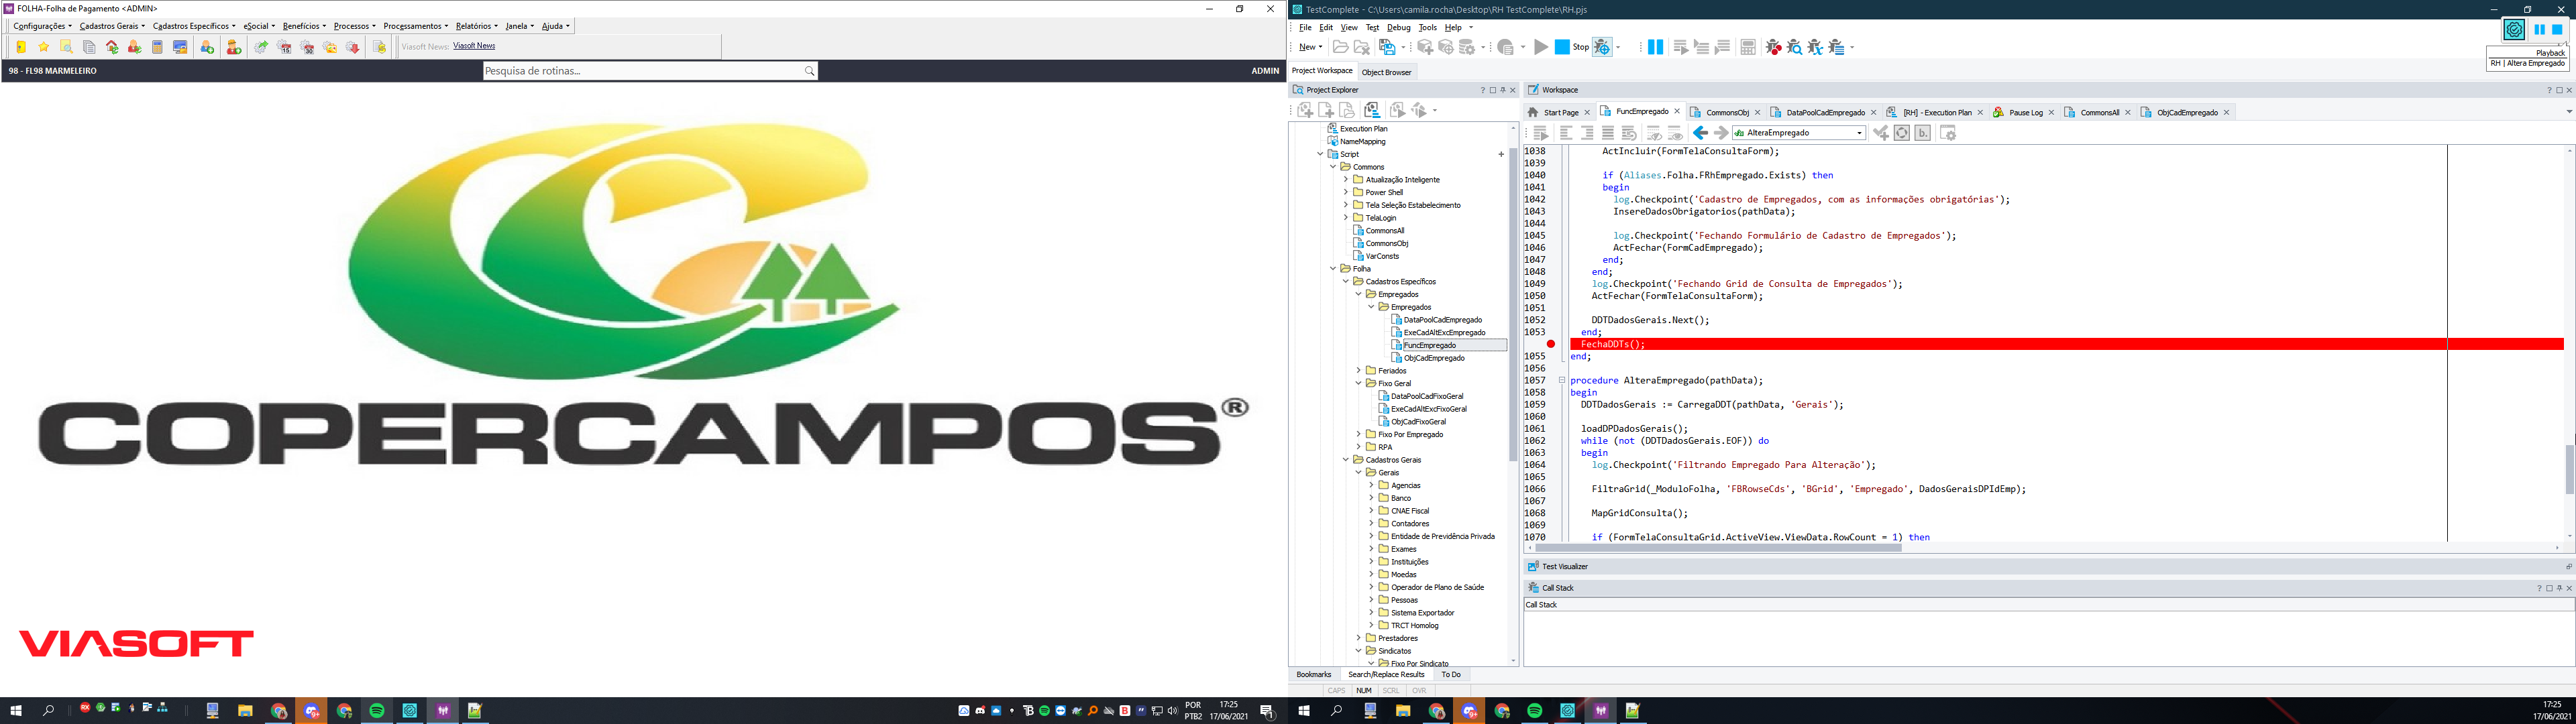 FOLHA-Folha de Pagamento <ADMIN>
Configurações Cadastros Gerais Cadastros Específicos eSocial Benefícios Processos Processamentos Relatórios Janela Ajuda
Viasoft News: Viasoft News
98 - FL98 MARMELEIRO
Pesquisa de rotinas...
ADMIN
COPERCAMPOS®
VIASOFT
POR
PTB2
17:25
17/06/2021
TestComplete - C:\Users\camila.rocha\Desktop\RH TestComplete\RH.pjs
File Edit View Test Debug Tools Help
New
Stop
Playback
RH | Altera Empregado
Project Workspace Object Browser
Project Explorer
Execution Plan
NameMapping
Script
Commons
Atualização Inteligente
Power Shell
Tela Seleção Estabelecimento
TelaLogin
CommonsAll
CommonsObj
VarConsts
Folha
Cadastros Específicos
Empregados
Empregados
DataPoolCadEmpregado
ExeCadAltExcEmpregado
FuncEmpregado
ObjCadEmpregado
Feriados
Fixo Geral
DataPoolCadFixoGeral
ExeCadAltExcFixoGeral
ObjCadFixoGeral
Fixo Por Empregado
RPA
Cadastros Gerais
Gerais
Agencias
Banco
CNAE Fiscal
Contadores
Entidade de Previdência Privada
Exames
Instituições
Moedas
Operador de Plano de Saúde
Pessoas
Sistema Exportador
TRCT Homolog
Prestadores
Sindicatos
Fixo Por Sindicato
Bookmarks Search/Replace Results To Do
CAPS NUM SCRL OVR
Workspace
Start Page FuncEmpregado CommonsObj DataPoolCadEmpregado [RH] - Execution Plan Pause Log CommonsAll ObjCadEmpregado
AlteraEmpregado
b.
1038 ActIncluir(FormTelaConsultaForm);
1039
1040 if (Aliases.Folha.FRhEmpregado.Exists) then
1041 begin
1042 log.Checkpoint('Cadastro de Empregados, com as informações obrigatórias');
1043 InsereDadosObrigatorios(pathData);
1044
1045 log.Checkpoint('Fechando Formulário de Cadastro de Empregados');
1046 ActFechar(FormCadEmpregado);
1047 end;
1048 end;
1049 log.Checkpoint('Fechando Grid de Consulta de Empregados');
1050 ActFechar(FormTelaConsultaForm);
1051
1052 DDTDadosGerais.Next();
1053 end;
FechaDDTs();
1055 end;
1056
1057 procedure AlteraEmpregado(pathData);
1058 begin
1059 DDTDadosGerais := CarregaDDT(pathData, 'Gerais');
1060
1061 loadDPDadosGerais();
1062 while (not (DDTDadosGerais.EOF)) do
1063 begin
1064 log.Checkpoint('Filtrando Empregado Para Alteração');
1065
1066 FiltraGrid(_ModuloFolha, 'FBRowseCds', 'BGrid', 'Empregado', DadosGeraisDPIdEmp);
1067
1068 MapGridConsulta();
1069
1070 if (FormTelaConsultaGrid.ActiveView.ViewData.RowCount = 1) then
Test Visualizer
Call Stack
Call Stack
17:25
17/06/2021